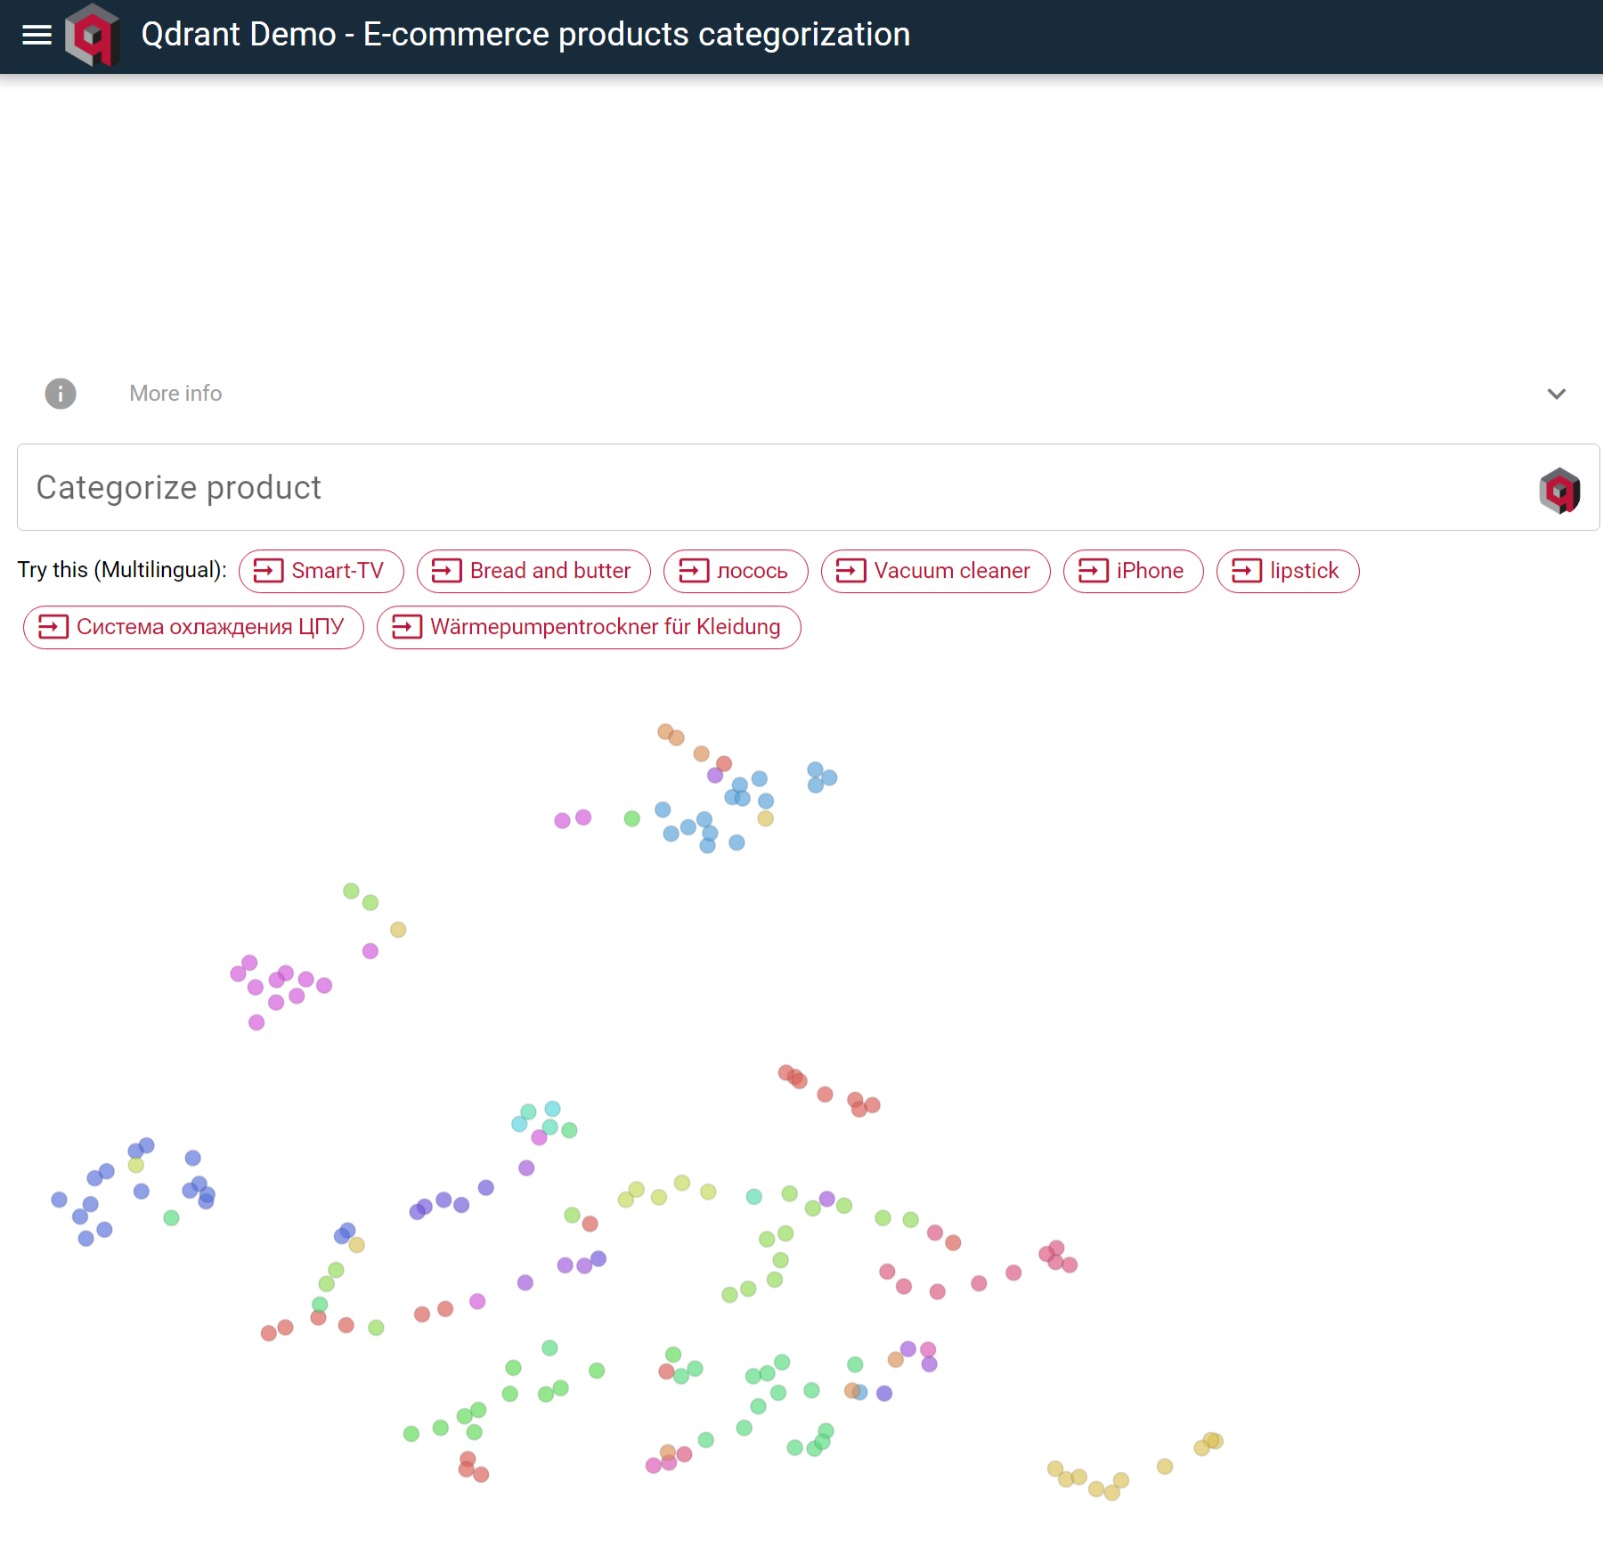 Qdrant Demo - E-commerce products categorization
More info
Categorize product
Try this (Multilingual): Smart-TV Bread and butter лосось Vacuum cleaner iPhone lipstick
Система охлаждения ЦПУ Wärmepumpentrockner für Kleidung